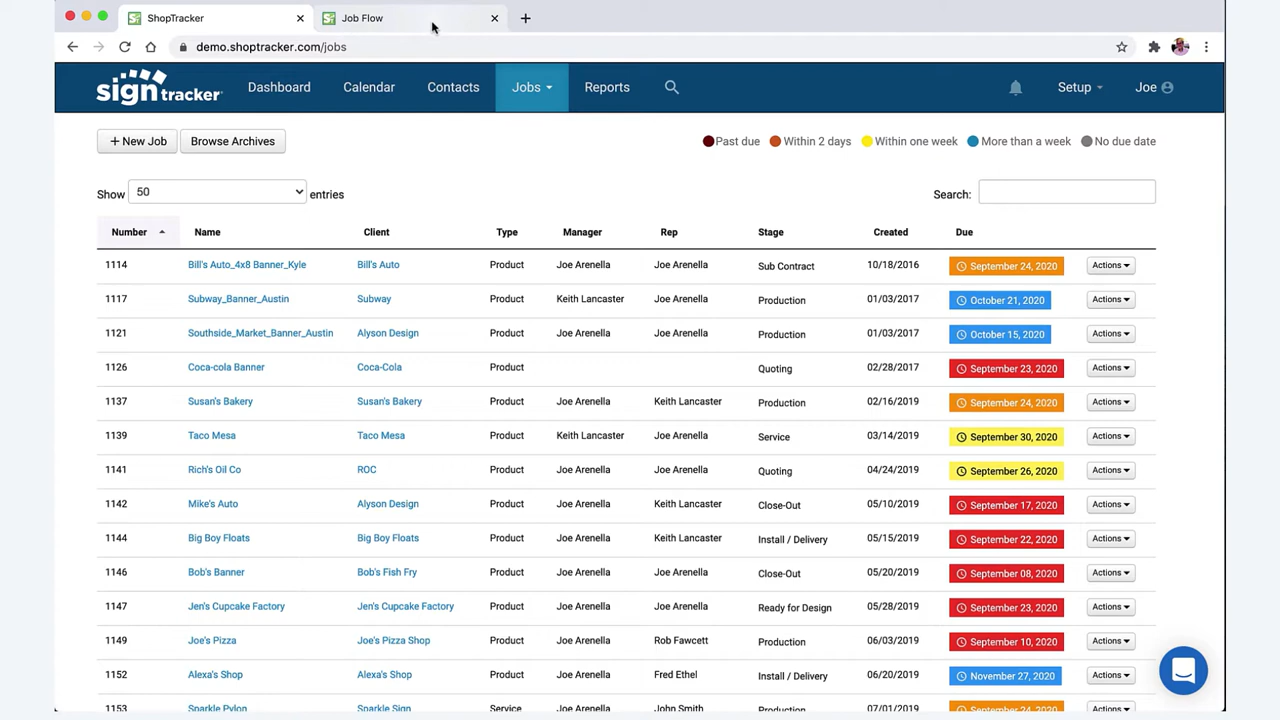 ShopTracker
Job Flow
demo.shoptracker.com/jobs
sign tracker
Dashboard Calendar Contacts Jobs Reports Setup Joe
+ New Job Browse Archives
Past due Within 2 days Within one week More than a week No due date
Show 50 entries Search:
Number Name Client Type Manager Rep Stage Created Due
1114 Bill's Auto_4x8 Banner_Kyle Bill's Auto Product Joe Arenella Joe Arenella Sub Contract 10/18/2016 September 24, 2020 Actions
1117 Subway_Banner_Austin Subway Product Keith Lancaster Joe Arenella Production 01/03/2017 October 21, 2020 Actions
1121 Southside_Market_Banner_Austin Alyson Design Product Joe Arenella Joe Arenella Production 01/03/2017 October 15, 2020 Actions
1126 Coca-cola Banner Coca-Cola Product Quoting 02/28/2017 September 23, 2020 Actions
1137 Susan's Bakery Susan's Bakery Product Joe Arenella Keith Lancaster Production 02/16/2019 September 24, 2020 Actions
1139 Taco Mesa Taco Mesa Product Keith Lancaster Joe Arenella Service 03/14/2019 September 30, 2020 Actions
1141 Rich's Oil Co ROC Product Joe Arenella Joe Arenella Quoting 04/24/2019 September 26, 2020 Actions
1142 Mike's Auto Alyson Design Product Joe Arenella Keith Lancaster Close-Out 05/10/2019 September 17, 2020 Actions
1144 Big Boy Floats Big Boy Floats Product Joe Arenella Keith Lancaster Install / Delivery 05/15/2019 September 22, 2020 Actions
1146 Bob's Banner Bob's Fish Fry Product Joe Arenella Joe Arenella Close-Out 05/20/2019 September 08, 2020 Actions
1147 Jen's Cupcake Factory Jen's Cupcake Factory Product Joe Arenella Joe Arenella Ready for Design 05/28/2019 September 23, 2020 Actions
1149 Joe's Pizza Joe's Pizza Shop Product Joe Arenella Rob Fawcett Production 06/03/2019 September 10, 2020 Actions
1152 Alexa's Shop Alexa's Shop Product Joe Arenella Fred Ethel Install / Delivery 06/20/2019 November 27, 2020 Actions
1153 Sparkle Pylon Sparkle Sign Service Joe Arenella John Smith Production 07/01/2019 September 24, 2020 Actions